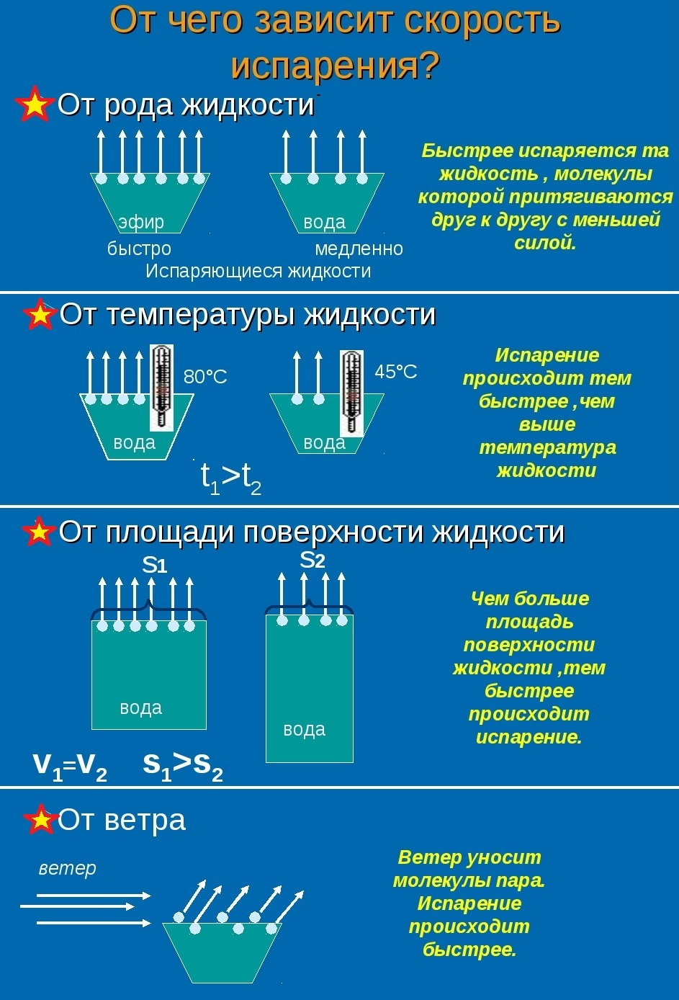 От чего зависит скорость
испарения?
От рода жидкости
эфир
вода
быстро
медленно
Испаряющиеся жидкости
Быстрее испаряется та
жидкость , молекулы
которой притягиваются
друг к другу с меньшей
силой.
От температуры жидкости
80°С
45°С
вода
вода
t1>t2
Испарение
происходит тем
быстрее ,чем
выше
температура
жидкости
От площади поверхности жидкости
S1
S2
вода
вода
v1=v2 s1>s2
Чем больше
площадь
поверхности
жидкости ,тем
быстрее
происходит
испарение.
От ветра
ветер
Ветер уносит
молекулы пара.
Испарение
происходит
быстрее.